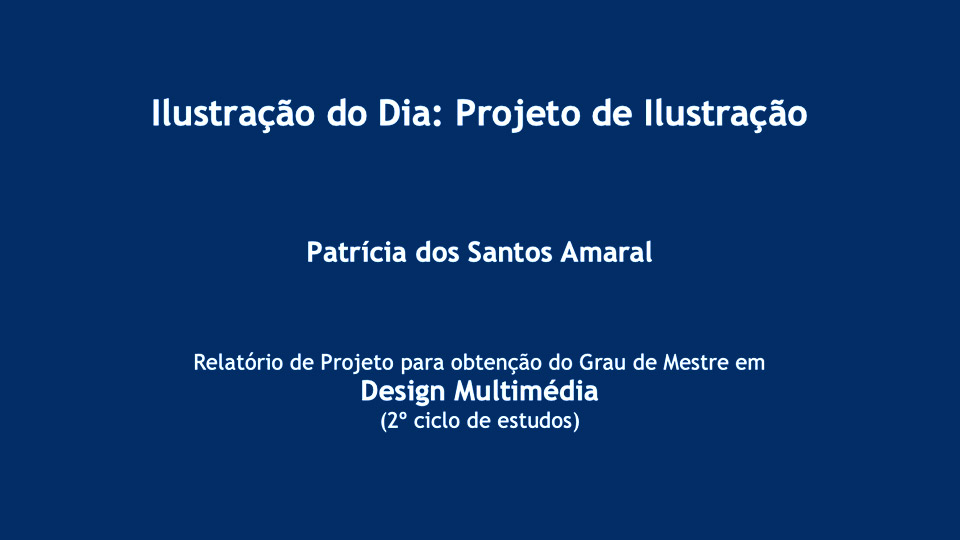 Ilustração do Dia: Projeto de Ilustração
Patrícia dos Santos Amaral
Relatório de Projeto para obtenção do Grau de Mestre em
Design Multimédia
(2º ciclo de estudos)